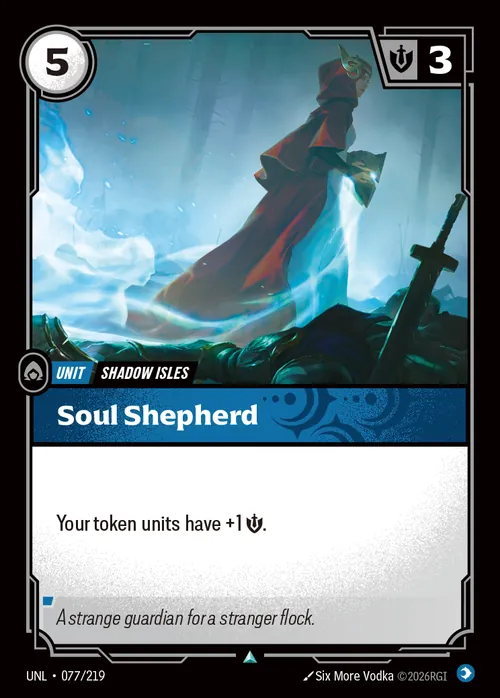 5
3
UNIT SHADOW ISLES
Soul Shepherd
Your token units have +1.
A strange guardian for a stranger flock.
UNL • 077/219
Six More Vodka ©2026RGI